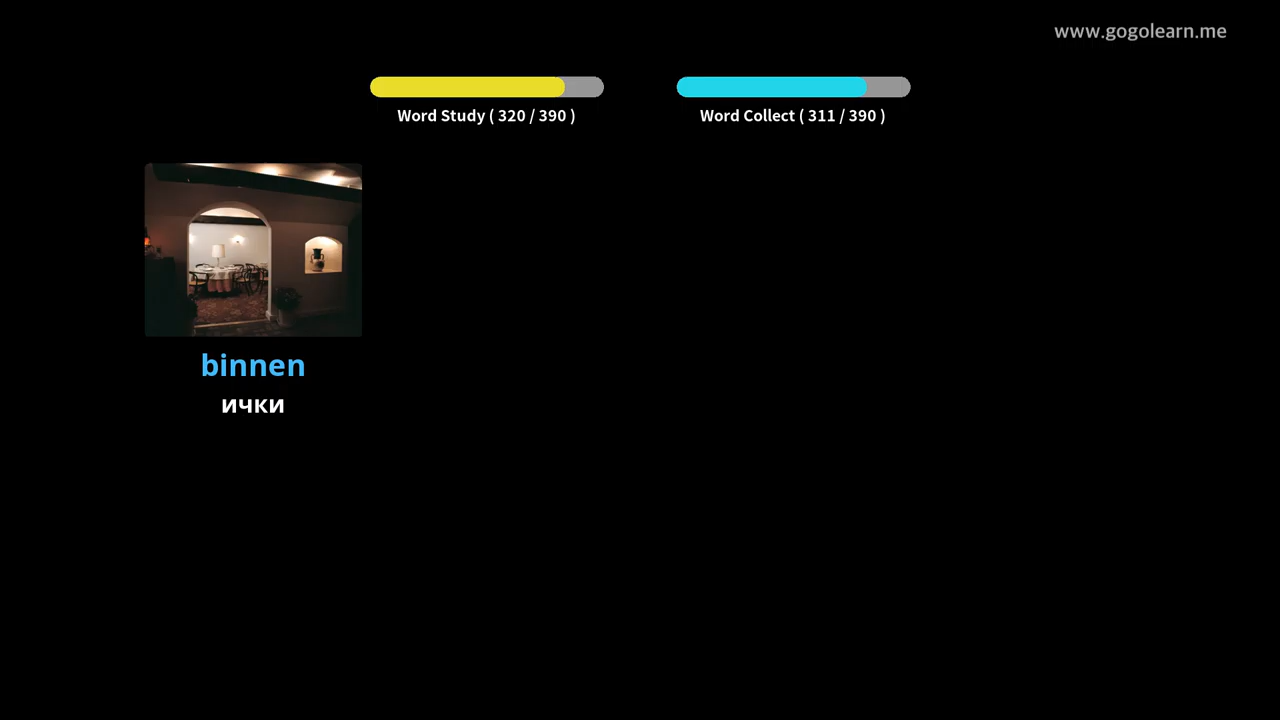 www.gogolearn.me
Word Study ( 320 / 390 )
Word Collect ( 311 / 390 )
binnen
ички